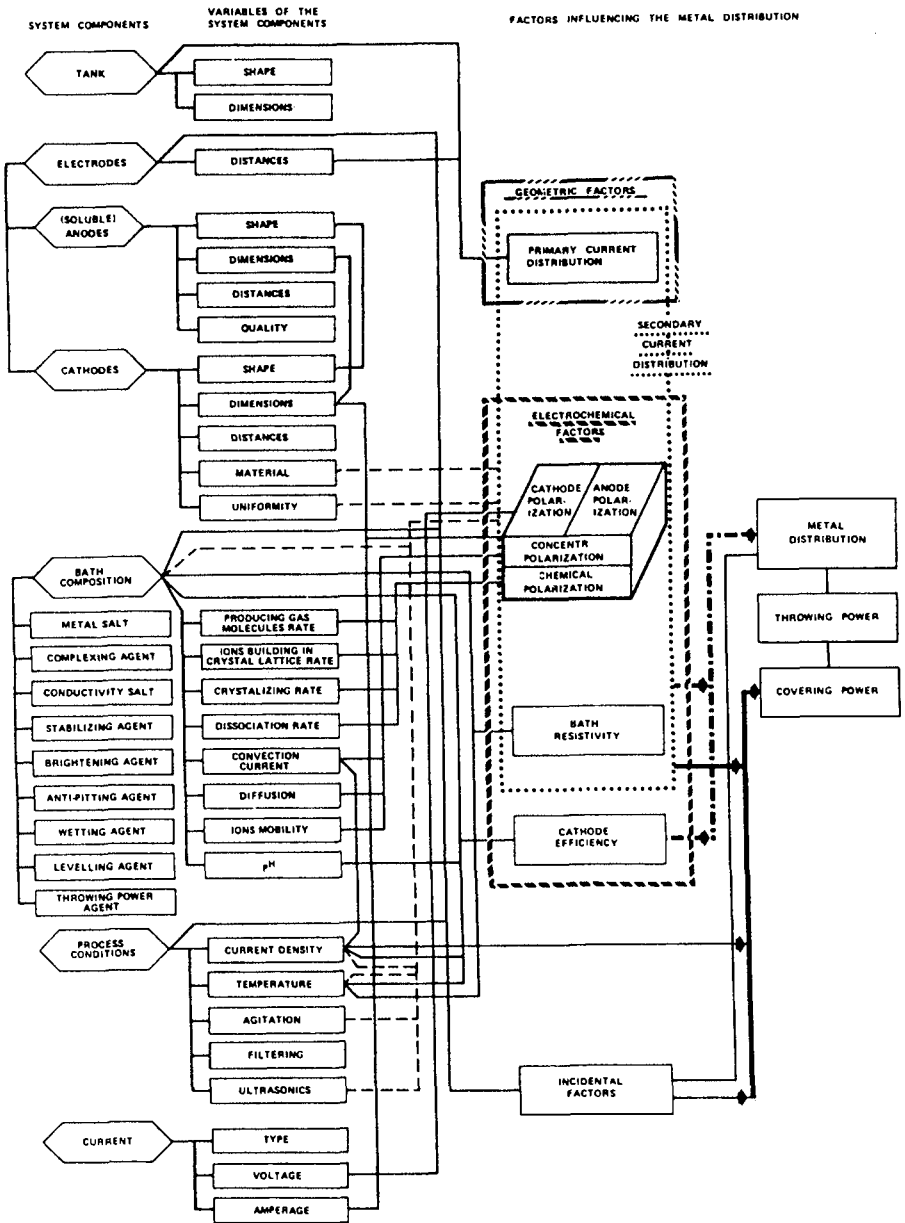 SYSTEM COMPONENTS
VARIABLES OF THE
SYSTEM COMPONENTS
FACTORS INFLUENCING THE METAL DISTRIBUTION
TANK
SHAPE
DIMENSIONS
ELECTRODES
DISTANCES
(SOLUBLE)
ANODES
SHAPE
DIMENSIONS
DISTANCES
QUALITY
CATHODES
SHAPE
DIMENSIONS
DISTANCES
MATERIAL
UNIFORMITY
BATH
COMPOSITION
METAL SALT
COMPLEXING AGENT
CONDUCTIVITY SALT
STABILIZING AGENT
BRIGHTENING AGENT
ANTI-PITTING AGENT
WETTING AGENT
LEVELLING AGENT
THROWING POWER
AGENT
PRODUCING GAS
MOLECULES RATE
IONS BUILDING IN
CRYSTAL LATTICE RATE
CRYSTALIZING RATE
DISSOCIATION RATE
CONVECTION
CURRENT
DIFFUSION
IONS MOBILITY
PH
PROCESS
CONDITIONS
CURRENT DENSITY
TEMPERATURE
AGITATION
FILTERING
ULTRASONICS
CURRENT
TYPE
VOLTAGE
AMPERAGE
GEOMETRIC FACTORS
PRIMARY CURRENT
DISTRIBUTION
SECONDARY
CURRENT
DISTRIBUTION
ELECTROCHEMICAL
FACTORS
CATHODE
POLAR-
IZATION
ANODE
POLAR-
IZATION
CONCENTR
POLARIZATION
CHEMICAL
POLARIZATION
BATH
RESISTIVITY
CATHODE
EFFICIENCY
INCIDENTAL
FACTORS
METAL
DISTRIBUTION
THROWING POWER
COVERING POWER